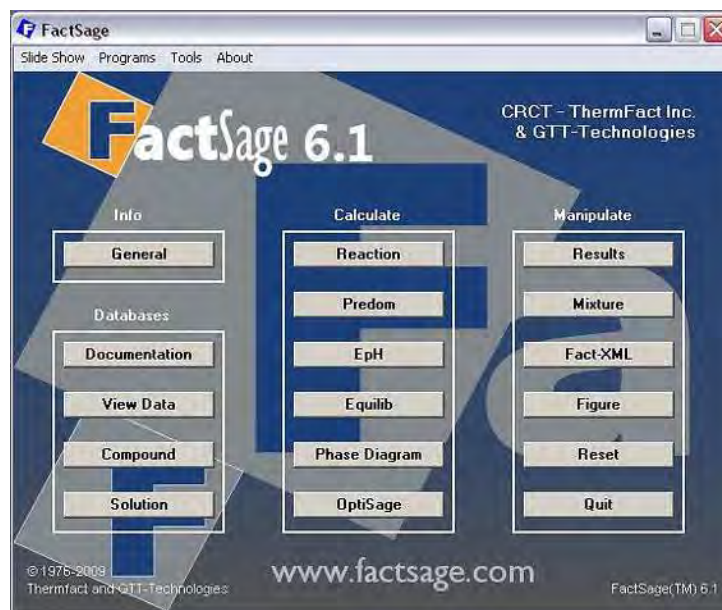 FactSage
Slide Show Programs Tools About
FactSage 6.1
CRCT - ThermFact Inc.
& GTT-Technologies
Info
General
Databases
Documentation
View Data
Compound
Solution
Calculate
Reaction
Predom
EpH
Equilib
Phase Diagram
OptiSage
Manipulate
Results
Mixture
Fact-XML
Figure
Reset
Quit
© 1976-2009
Thermfact and GTT-Technologies
www.factsage.com
FactSage(TM) 6.1